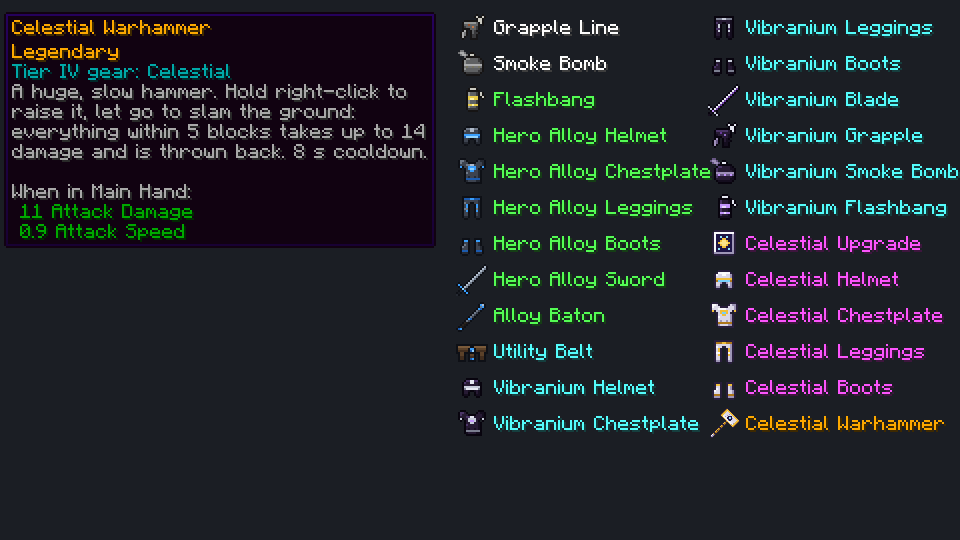 Celestial Warhammer
Legendary
Tier IV gear: Celestial
A huge, slow hammer. Hold right-click to
raise it, let go to slam the ground:
everything within 5 blocks takes up to 14
damage and is thrown back. 8 s cooldown.
When in Main Hand:
11 Attack Damage
0.9 Attack Speed
Grapple Line
Smoke Bomb
Flashbang
Hero Alloy Helmet
Hero Alloy Chestplate
Hero Alloy Leggings
Hero Alloy Boots
Hero Alloy Sword
Alloy Baton
Utility Belt
Vibranium Helmet
Vibranium Chestplate
Vibranium Leggings
Vibranium Boots
Vibranium Blade
Vibranium Grapple
Vibranium Smoke Bomb
Vibranium Flashbang
Celestial Upgrade
Celestial Helmet
Celestial Chestplate
Celestial Leggings
Celestial Boots
Celestial Warhammer